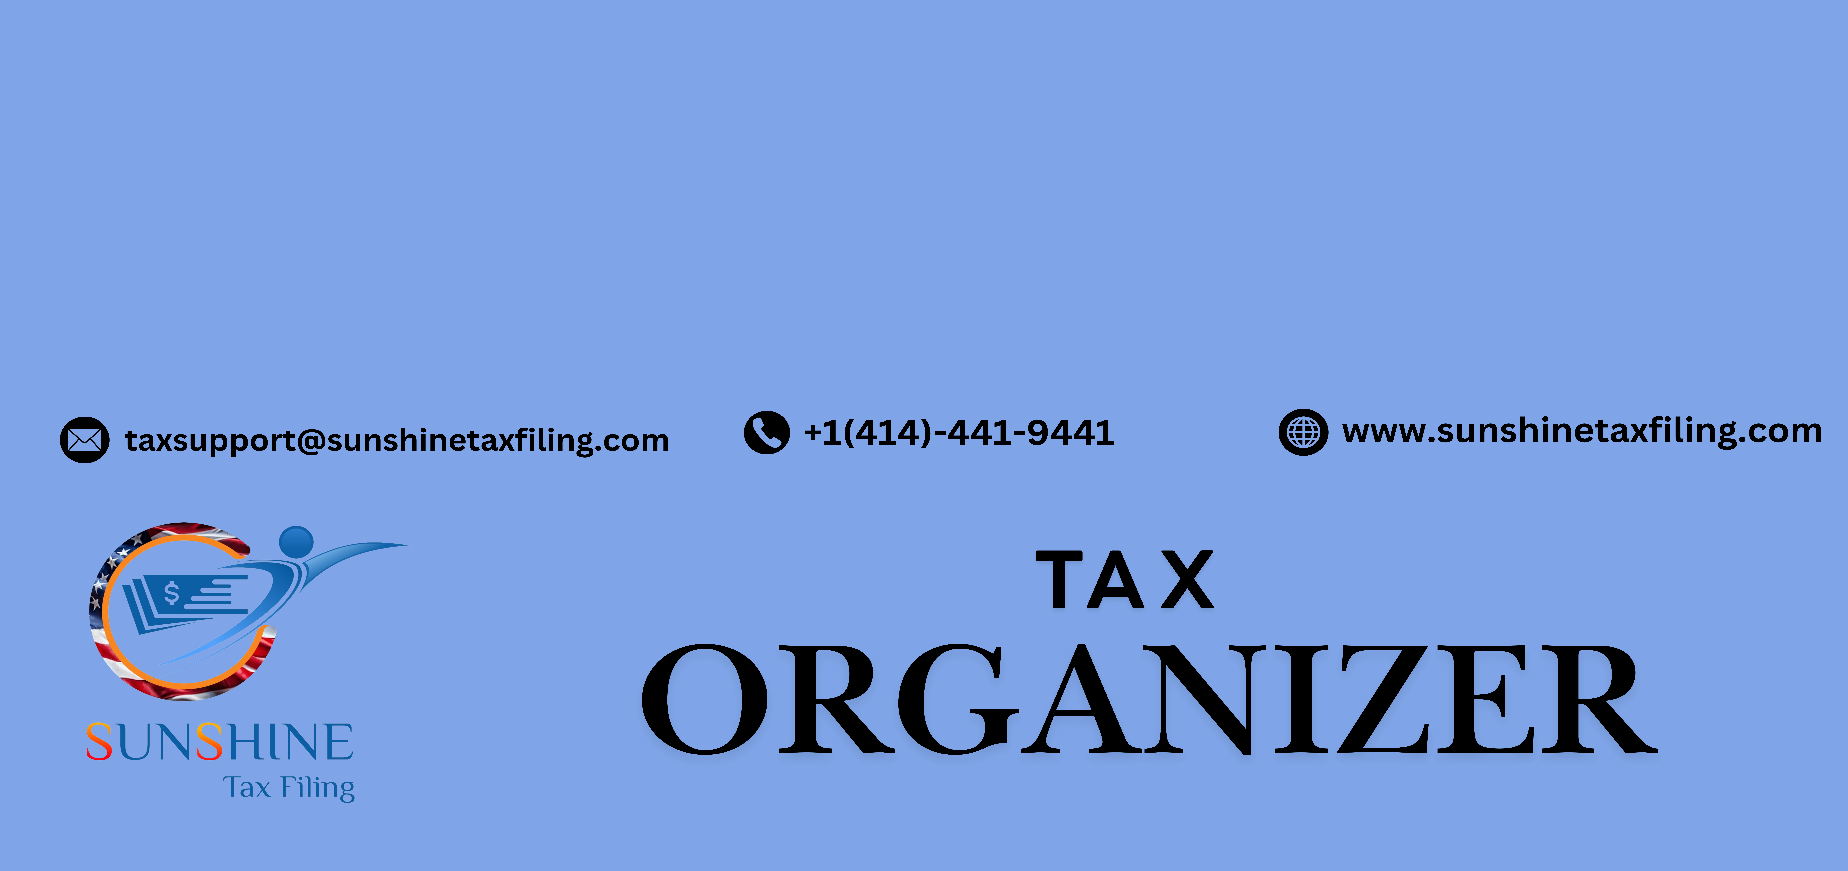 taxsupport@sunshinetaxfiling.com
+1(414)-441-9441
www.sunshinetaxfiling.com
$
SUNSHINE
Tax Filing
TAX
ORGANIZER